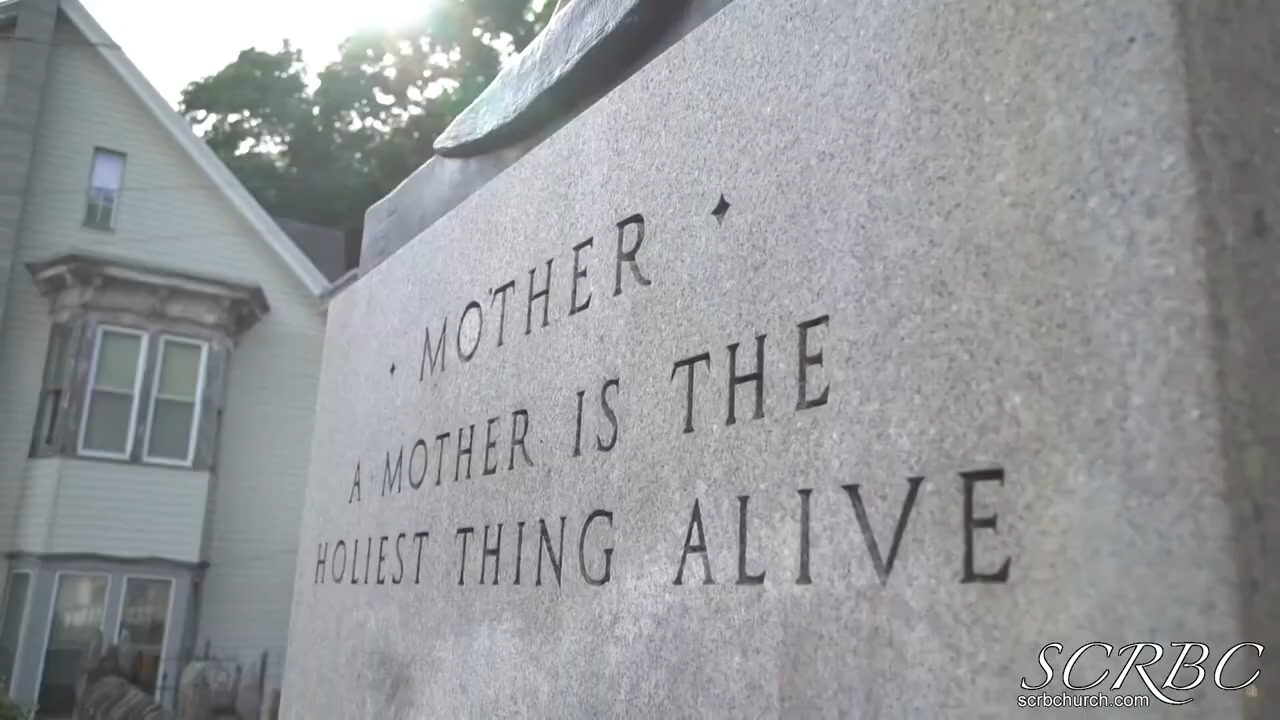 MOTHER
A MOTHER IS THE
HOLIEST THING ALIVE
SCRBC
scrbchurch.com